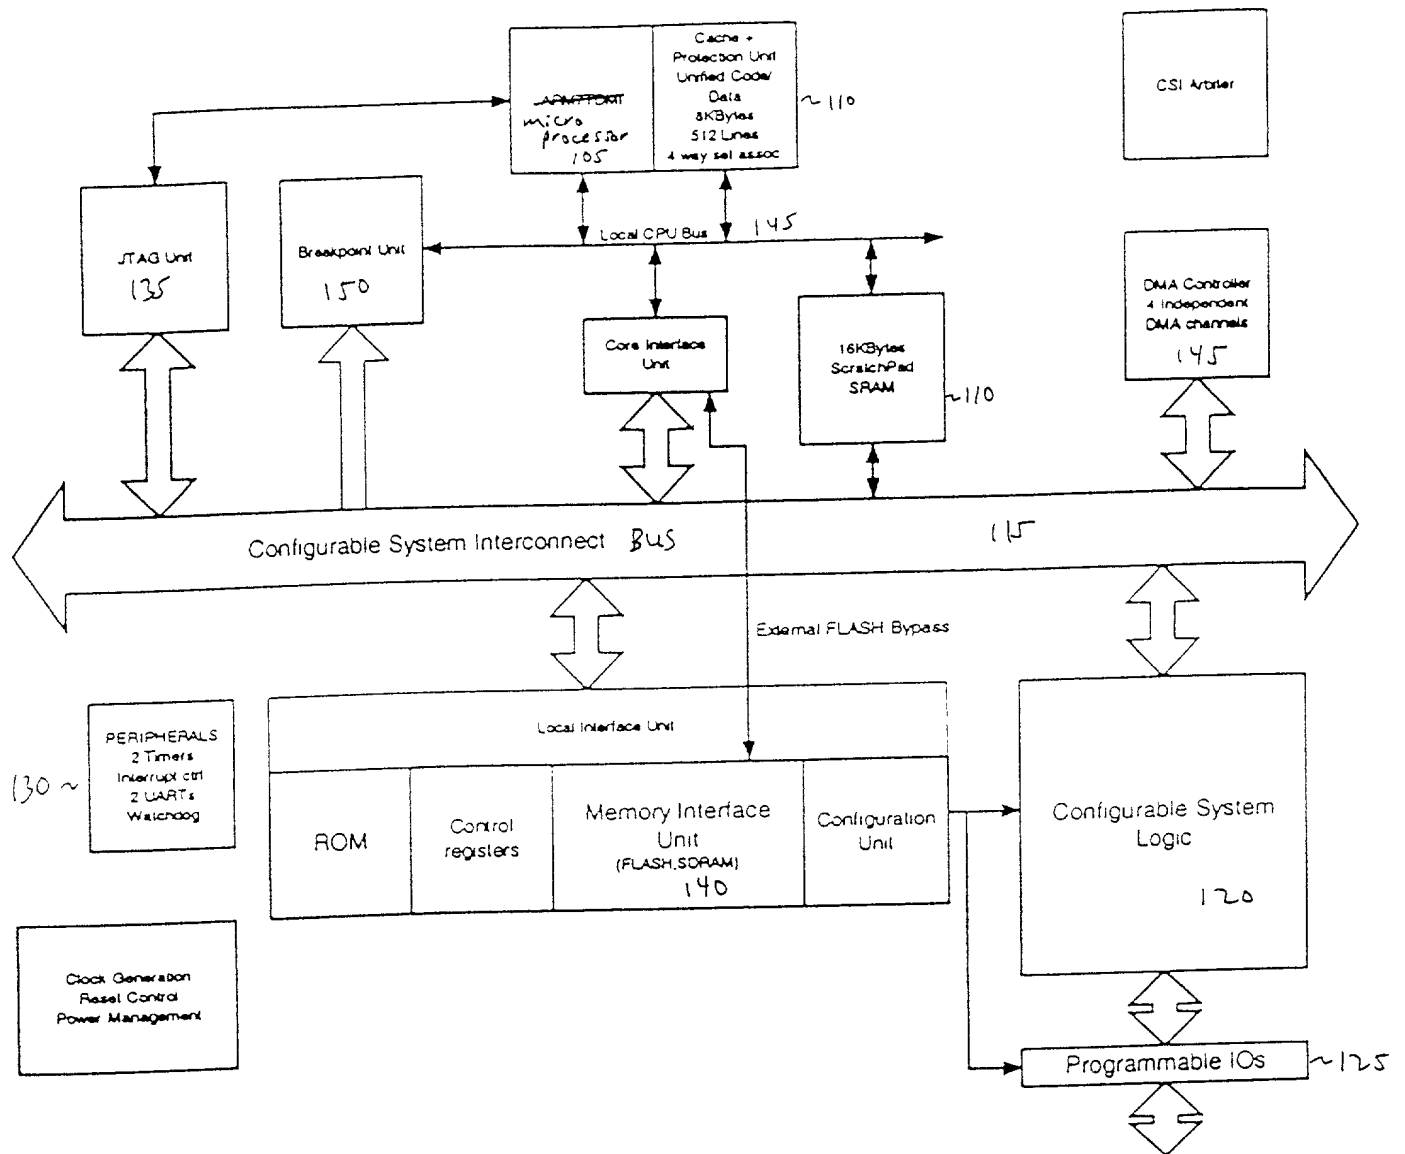 Cache +
Protection Unit
Unified Code/
Data
8KBytes
512 Lines
4 way set assoc
~110
ARM7TDMI
micro
processor
105
CSI Arbiter
JTAG Unit
135
Breakpoint Unit
150
Local CPU Bus 145
Core Interface
Unit
16KBytes
ScratchPad
SRAM
~110
DMA Controller
4 Independent
DMA channels
145
Configurable System Interconnect BUS 115
External FLASH Bypass
130 ~
PERIPHERALS
2 Timers
Interrupt ctrl
2 UARTs
Watchdog
Local Interface Unit
ROM
Control
registers
Memory Interface
Unit
(FLASH,SDRAM)
140
Configuration
Unit
Configurable System
Logic
120
Clock Generation
Reset Control
Power Management
Programmable IOs ~125